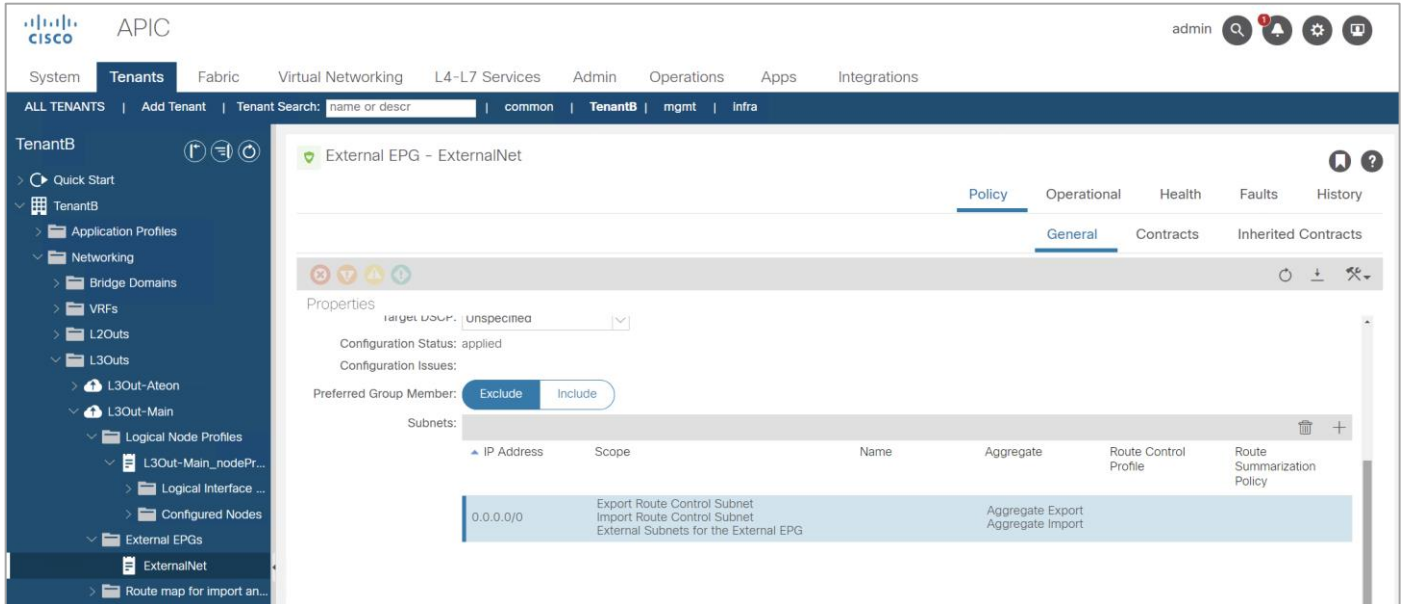 CISCO APIC admin 1
System Tenants Fabric Virtual Networking L4-L7 Services Admin Operations Apps Integrations
ALL TENANTS | Add Tenant | Tenant Search: name or descr | common | TenantB | mgmt | infra
TenantB
Quick Start
TenantB
Application Profiles
Networking
Bridge Domains
VRFs
L2Outs
L3Outs
L3Out-Ateon
L3Out-Main
Logical Node Profiles
L3Out-Main_nodePr...
Logical Interface ...
Configured Nodes
External EPGs
ExternalNet
Route map for import an...
External EPG - ExternalNet
Policy Operational Health Faults History
General Contracts Inherited Contracts
Properties
Target DSCP: Unspecified
Configuration Status: applied
Configuration Issues:
Preferred Group Member: Exclude Include
Subnets:
IP Address Scope Name Aggregate Route Control Profile Route Summarization Policy
0.0.0.0/0
Export Route Control Subnet
Import Route Control Subnet
External Subnets for the External EPG
Aggregate Export
Aggregate Import